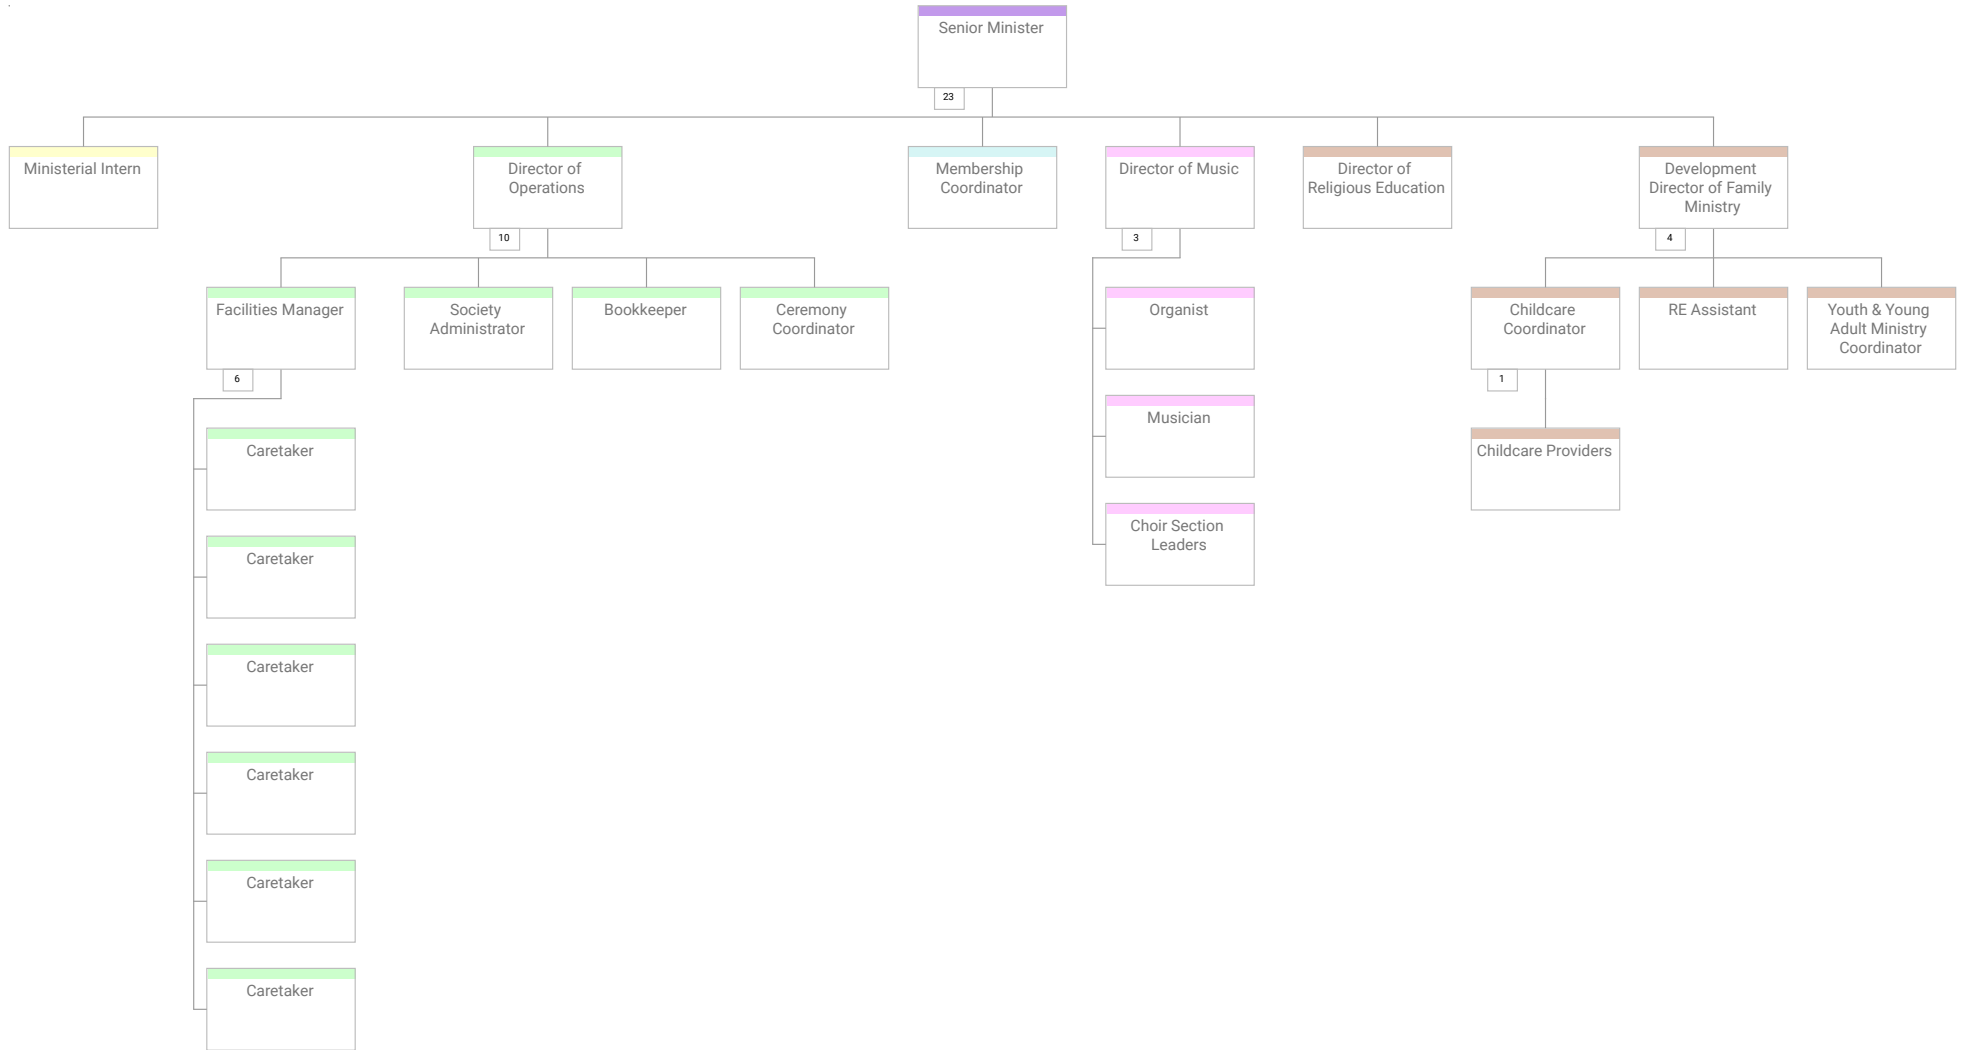 Senior Minister
23
Ministerial Intern
Director of
Operations
10
Membership
Coordinator
Director of Music
3
Director of
Religious Education
Development
Director of Family
Ministry
4
Facilities Manager
6
Society
Administrator
Bookkeeper
Ceremony
Coordinator
Organist
Musician
Choir Section
Leaders
Childcare
Coordinator
1
RE Assistant
Youth & Young
Adult Ministry
Coordinator
Childcare Providers
Caretaker
Caretaker
Caretaker
Caretaker
Caretaker
Caretaker